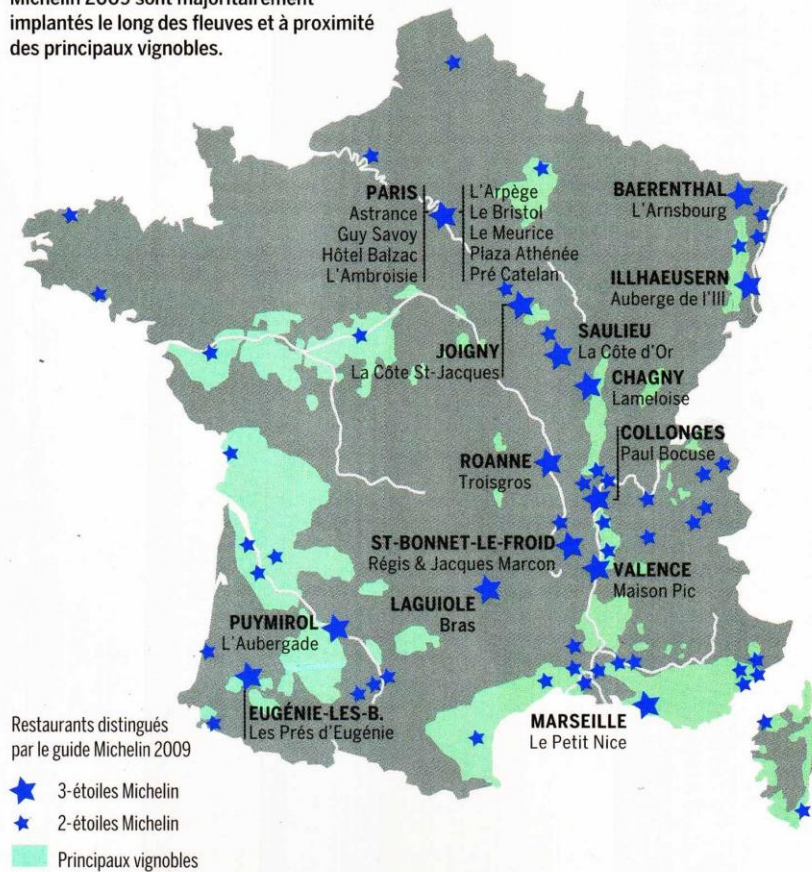 Michelin 2009 sont majoritairement
implantés le long des fleuves et à proximité
des principaux vignobles.
PARIS
Astrance
Guy Savoy
Hôtel Balzac
L'Ambroisie
L'Arpège
Le Bristol
Le Meurice
Plaza Athénée
Pré Catelan
BAERENTHAL
L'Arnsbourg
ILLHAEUSERN
Auberge de l'Ill
JOIGNY
La Côte St-Jacques
SAULIEU
La Côte d'Or
CHAGNY
Lameloise
COLLONGES
Paul Bocuse
ROANNE
Troisgros
ST-BONNET-LE-FROID
Régis & Jacques Marcon
VALENCE
Maison Pic
LAGUIOLE
Bras
PUYMIROL
L'Aubergade
EUGÉNIE-LES-B.
Les Prés d'Eugénie
MARSEILLE
Le Petit Nice
Restaurants distingués
par le guide Michelin 2009
3-étoiles Michelin
2-étoiles Michelin
Principaux vignobles